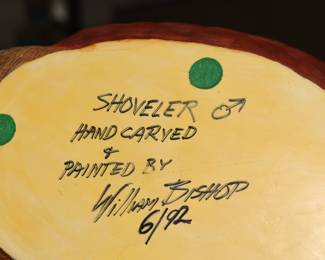 SHOVELER ♂
HAND CARVED
&
PAINTED BY
William BISHOP
6/92